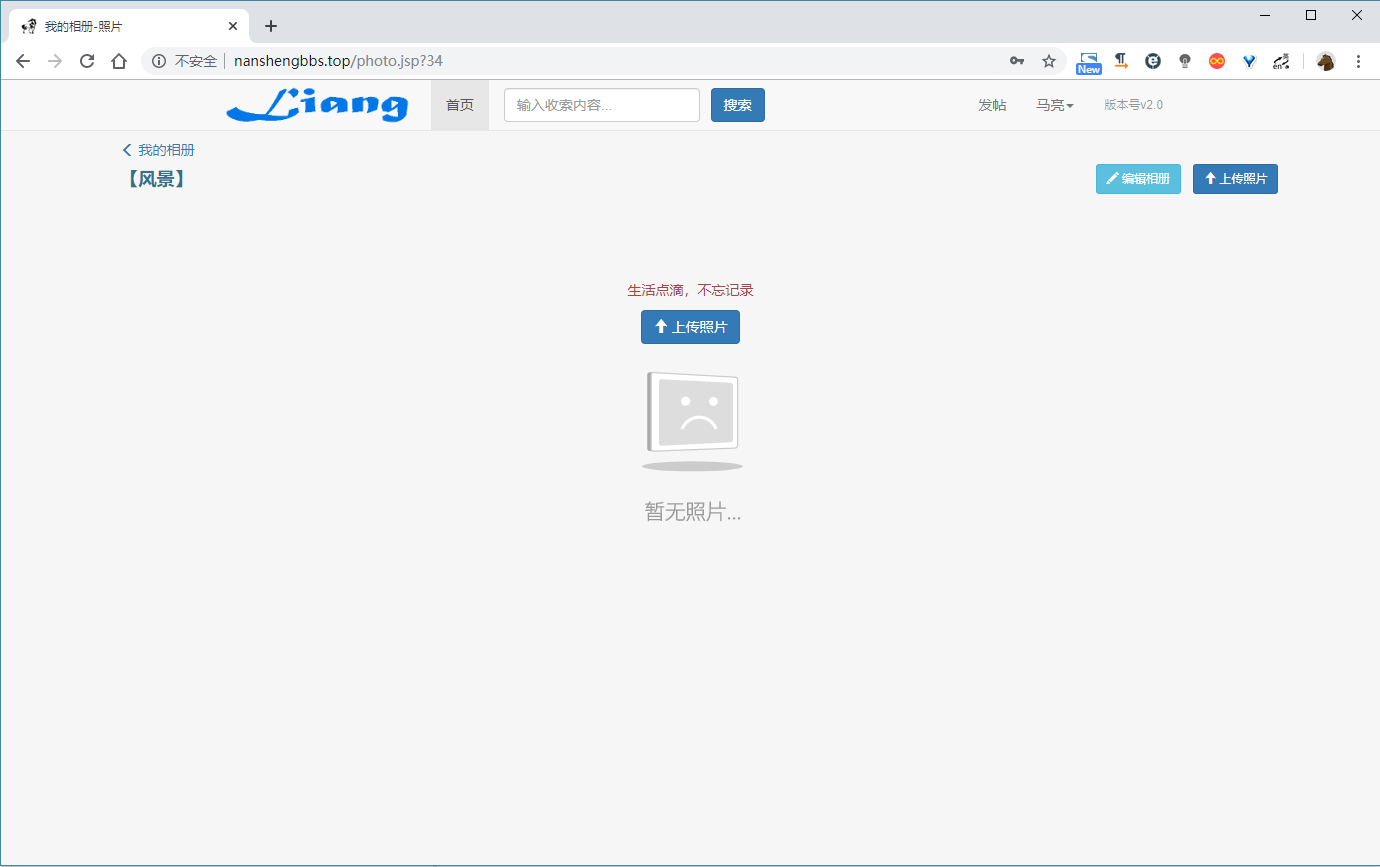 我的相册-照片
不安全 nanshengbbs.top/photo.jsp?34
New
en
Liang 首页 输入收索内容... 搜索 发帖 马亮 版本号v2.0
我的相册
【风景】 编辑相册 上传照片
生活点滴，不忘记录
上传照片
暂无照片...